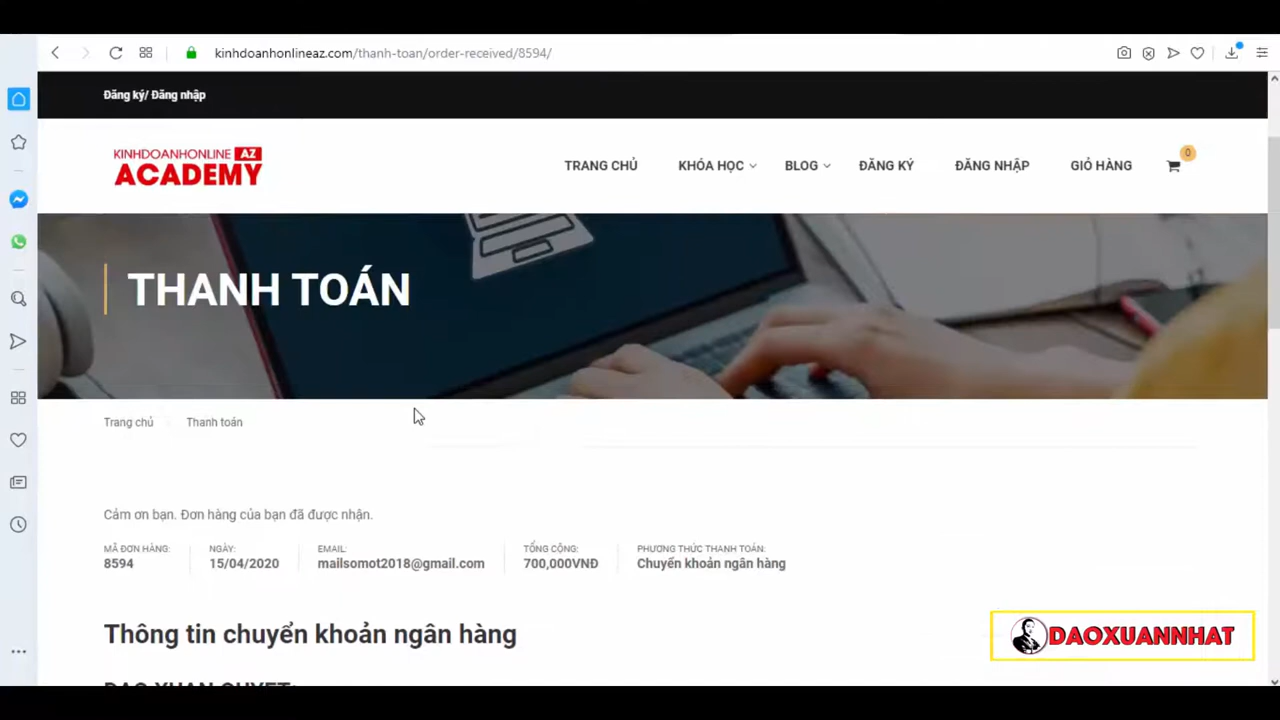 kinhdoanhonlineaz.com/thanh-toan/order-received/8594/
Đăng ký/ Đăng nhập
KINHDOANHONLINE AZ
ACADEMY
TRANG CHỦ KHÓA HỌC BLOG ĐĂNG KÝ ĐĂNG NHẬP GIỎ HÀNG 0
THANH TOÁN
Trang chủ Thanh toán
Cảm ơn bạn. Đơn hàng của bạn đã được nhận.
MÃ ĐƠN HÀNG: NGÀY: EMAIL: TỔNG CỘNG: PHƯƠNG THỨC THANH TOÁN:
8594 15/04/2020 mailsomot2018@gmail.com 700,000VNĐ Chuyển khoản ngân hàng
Thông tin chuyển khoản ngân hàng
DAOXUANNHAT
DAO XUAN QUYET: